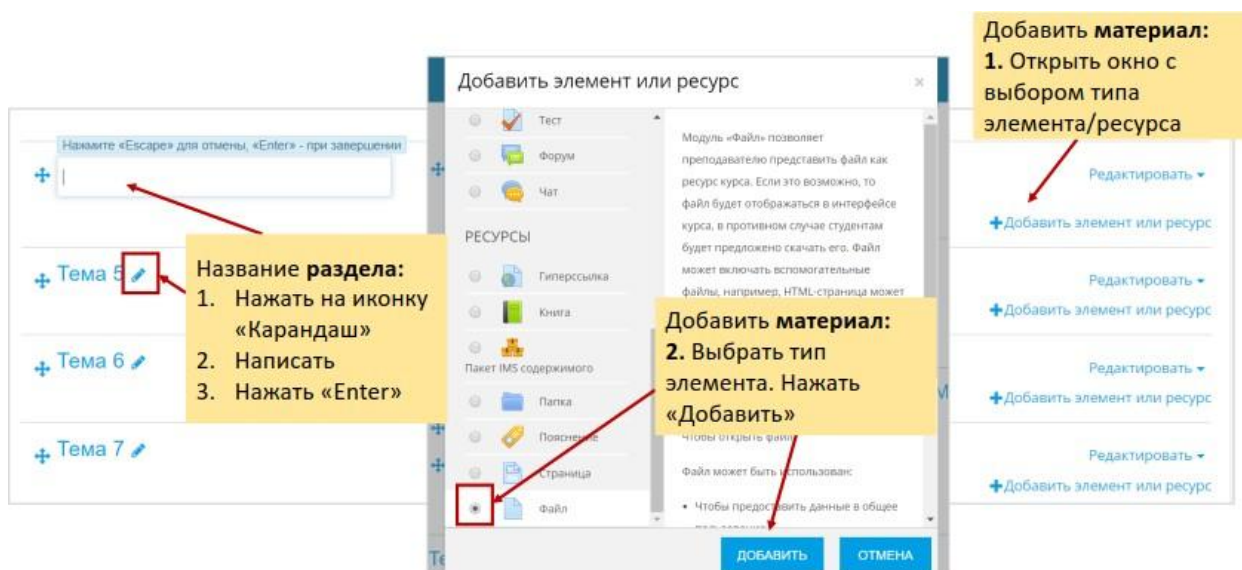 Добавить материал:
1. Открыть окно с
выбором типа
элемента/ресурса
Добавить элемент или ресурс
×
Нажмите «Escape» для отмены, «Enter» - при завершении
Тема 5
Тема 6
Тема 7
Название раздела:
1. Нажать на иконку
«Карандаш»
2. Написать
3. Нажать «Enter»
Тест
Форум
Чат
РЕСУРСЫ
Гиперссылка
Книга
Пакет IMS содержимого
Папка
Пояснение
Страница
Файл
Модуль «Файл» позволяет
преподавателю представить файл как
ресурс курса. Если это возможно, то
файл будет отображаться в интерфейсе
курса, в противном случае студентам
будет предложено скачать его. Файл
может включать вспомогательные
файлы, например, HTML-страница может
Добавить материал:
2. Выбрать тип
элемента. Нажать
«Добавить»
Чтобы открыть файл
Файл может быть использован:
• Чтобы предоставить данные в общее
ДОБАВИТЬ
ОТМЕНА
Редактировать
Добавить элемент или ресурс
Редактировать
Добавить элемент или ресурс
Редактировать
Добавить элемент или ресурс
Редактировать
Добавить элемент или ресурс